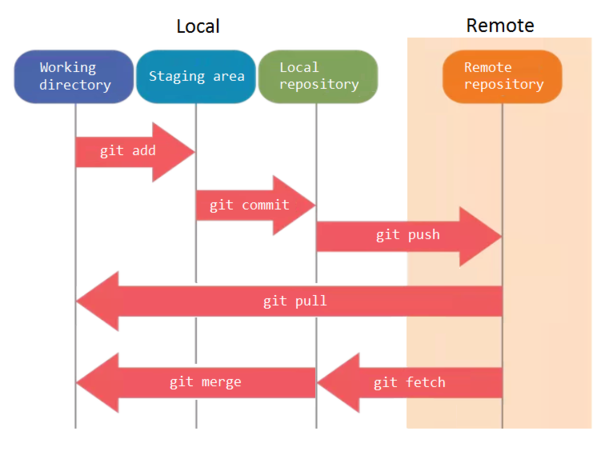 Local
Remote
Working
directory
Staging area
Local
repository
Remote
repository
git add
git commit
git push
git pull
git merge
git fetch